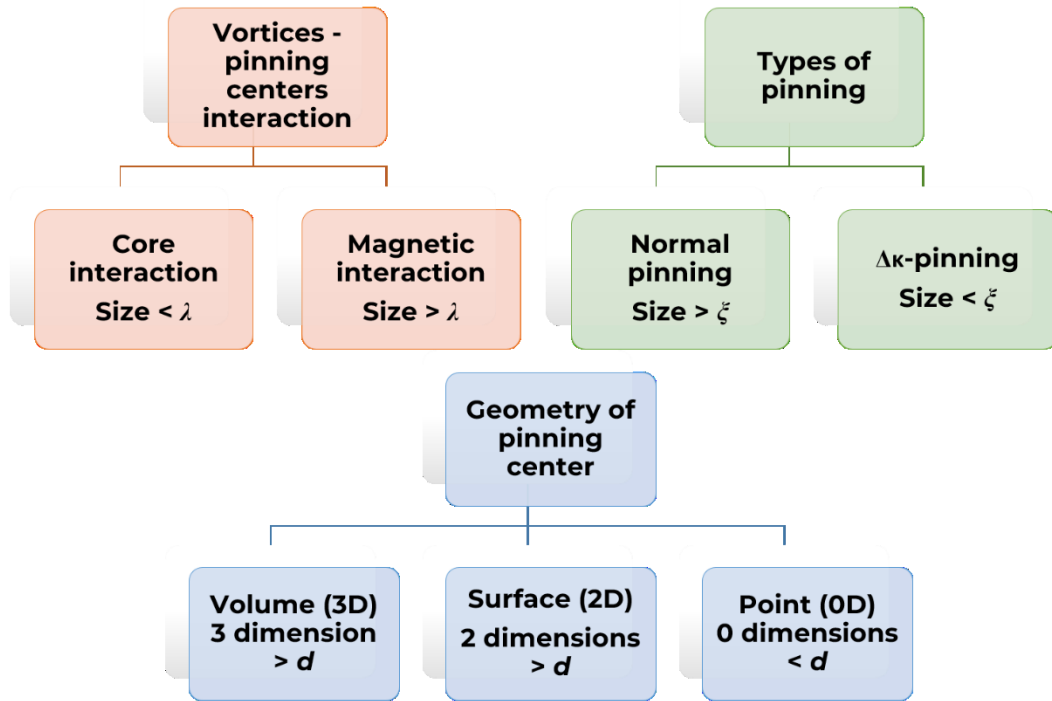 Vortices -
pinning
centers
interaction
Types of
pinning
Core
interaction
Size < λ
Magnetic
interaction
Size > λ
Normal
pinning
Size > ξ
Δκ-pinning
Size < ξ
Geometry of
pinning
center
Volume (3D)
3 dimension
> d
Surface (2D)
2 dimensions
> d
Point (0D)
0 dimensions
< d